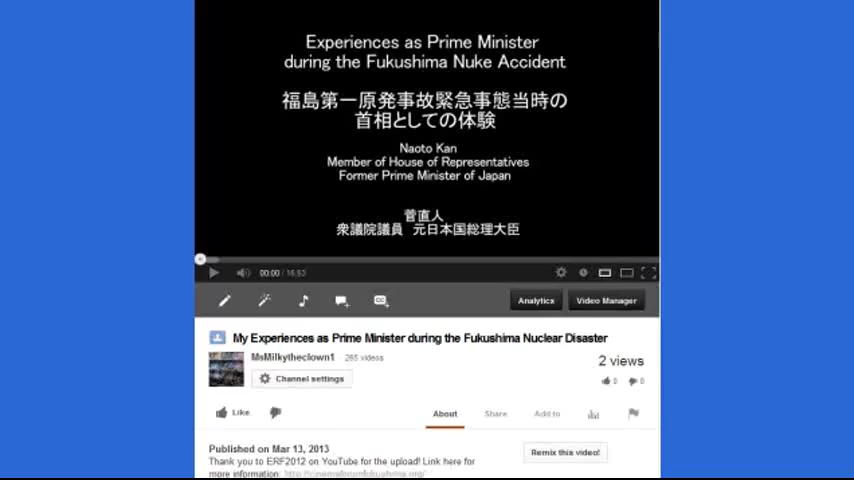 Experiences as Prime Minister
during the Fukushima Nuke Accident
福島第一原発事故緊急事態当時の
首相としての体験
Naoto Kan
Member of House of Representatives
Former Prime Minister of Japan
菅直人
衆議院議員 元日本国総理大臣
00:00 / 16:53
Analytics Video Manager
My Experiences as Prime Minister during the Fukushima Nuclear Disaster
MsMilkytheclown1 · 265 videos
2 views
Channel settings
0 0
Like About Share Add to
Published on Mar 13, 2013
Remix this video!
Thank you to ERF2012 on YouTube for the upload! Link here for
more information: http://cinemaforumfukushima.org/